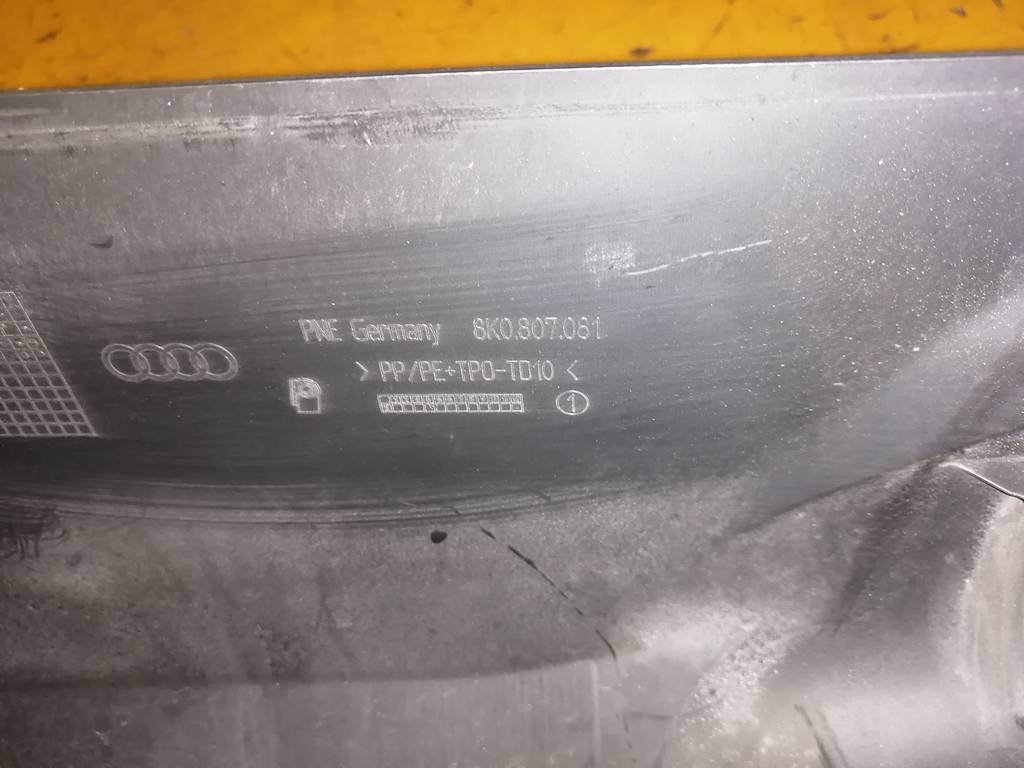 PNE Germany 8K0.807.081
> PP/PE+TPO-TD10 <
1